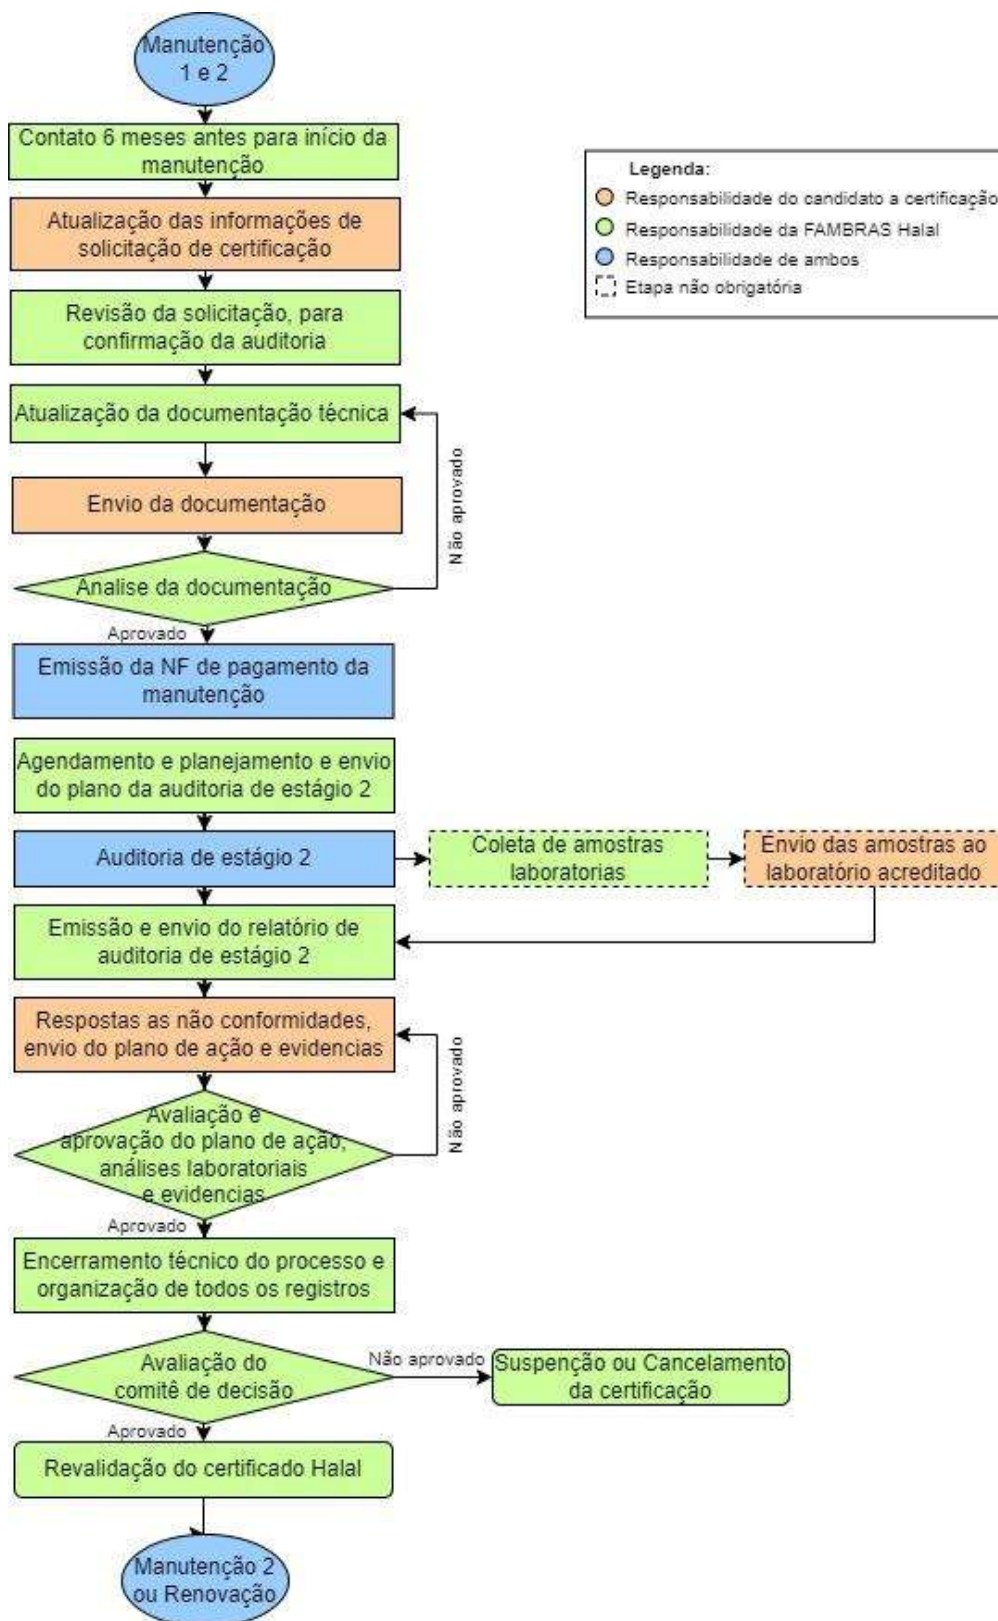 Manutenção
1 e 2
Contato 6 meses antes para início da
manutenção
Legenda:
Responsabilidade do candidato a certificação
Responsabilidade da FAMBRAS Halal
Responsabilidade de ambos
Etapa não obrigatória
Atualização das informações de
solicitação de certificação
Revisão da solicitação, para
confirmação da auditoria
Atualização da documentação técnica
Envio da documentação
Não aprovado
Analise da documentação
Aprovado
Emissão da NF de pagamento da
manutenção
Agendamento e planejamento e envio
do plano da auditoria de estágio 2
Auditoria de estágio 2
Coleta de amostras
laboratorias
Envio das amostras ao
laboratório acreditado
Emissão e envio do relatório de
auditoria de estágio 2
Respostas as não conformidades,
envio do plano de ação e evidencias
Não aprovado
Avaliação e
aprovação do plano de ação,
análises laboratoriais
e evidencias
Aprovado
Encerramento técnico do processo e
organização de todos os registros
Avaliação do
comitê de decisão
Não aprovado
Suspenção ou Cancelamento
da certificação
Aprovado
Revalidação do certificado Halal
Manutenção 2
ou Renovação